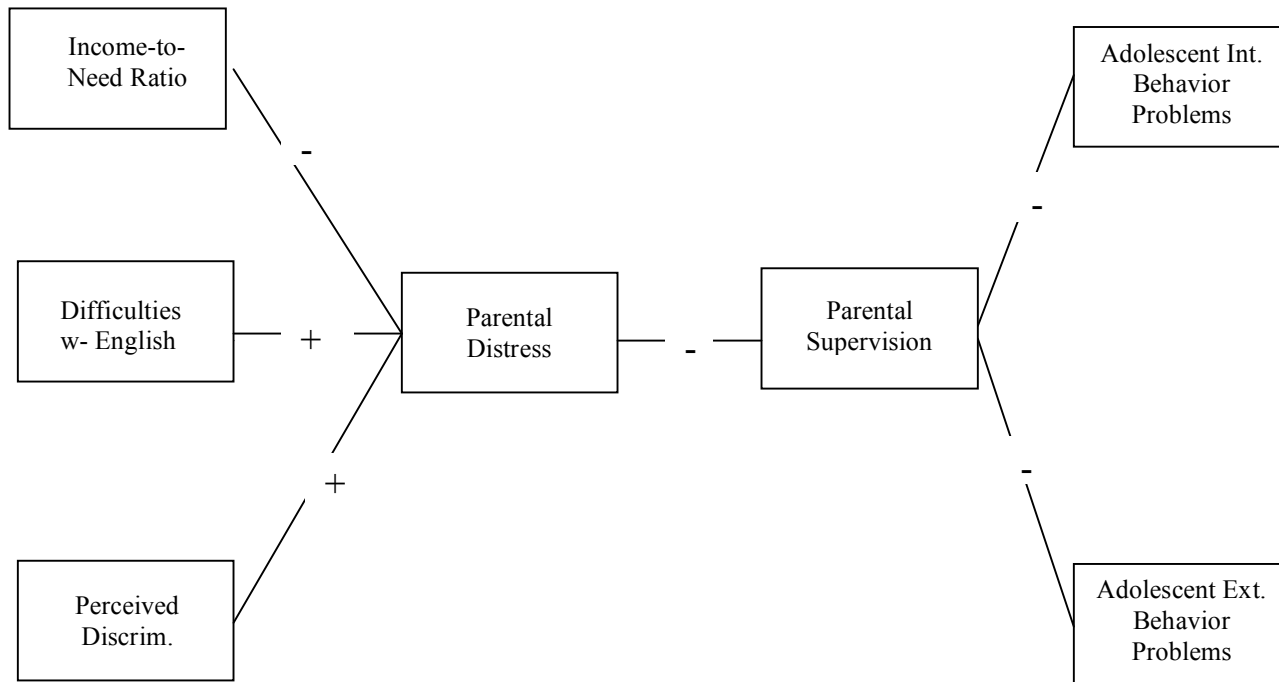 Income-to-
Need Ratio
-
Difficulties
w- English
+
Perceived
Discrim.
+
Parental
Distress
-
Parental
Supervision
Adolescent Int.
Behavior
Problems
-
Adolescent Ext.
Behavior
Problems
-